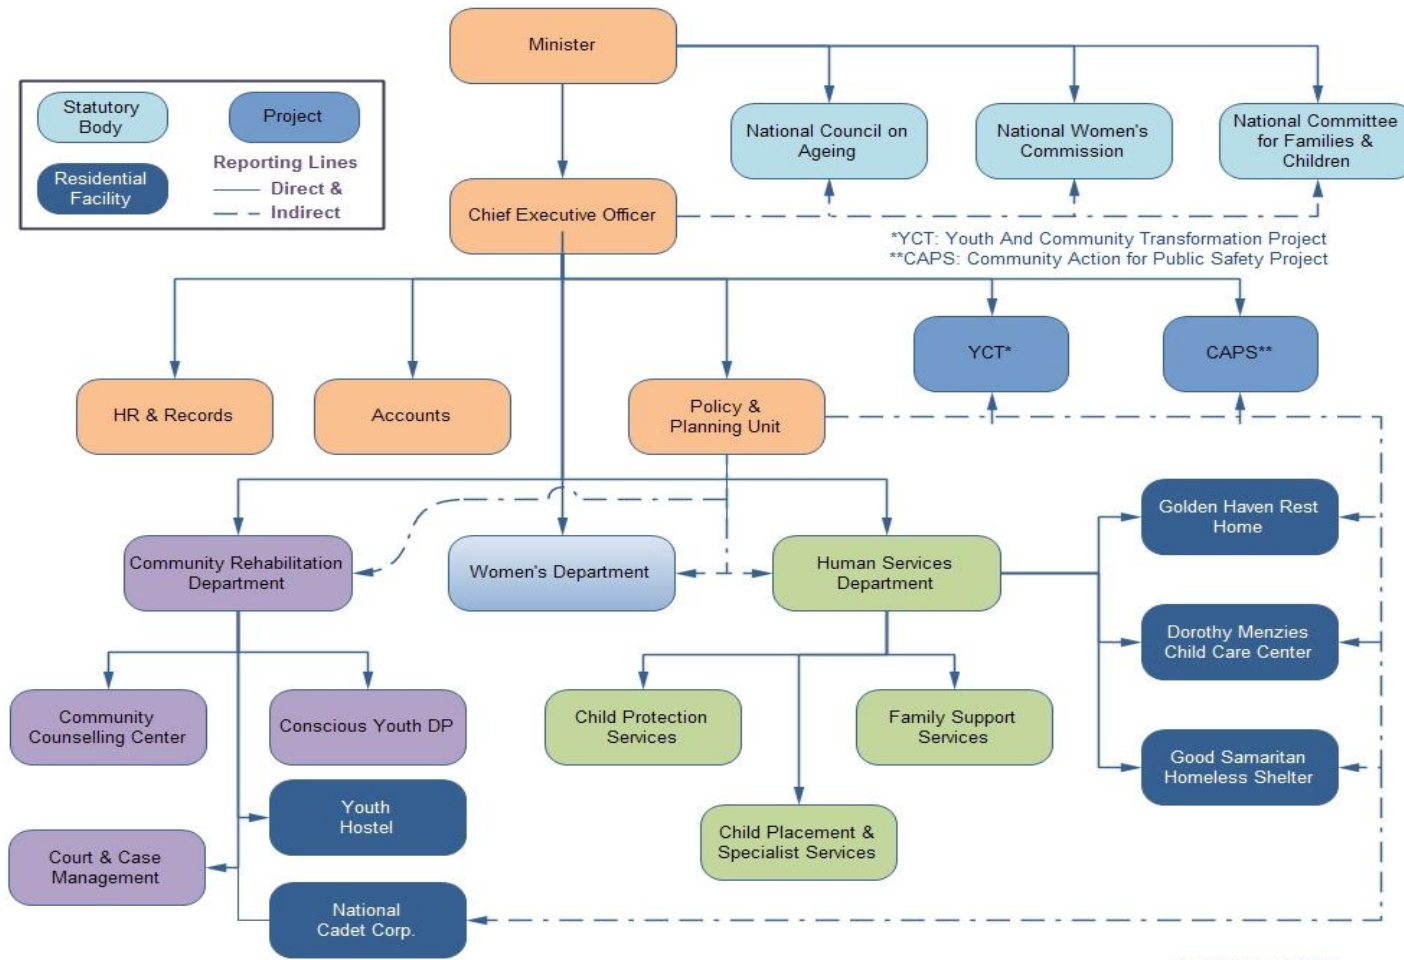 Minister
Statutory
Body
Project
Residential
Facility
Reporting Lines
Direct &
Indirect
National Council on
Ageing
National Women's
Commission
National Committee
for Families &
Children
Chief Executive Officer
*YCT: Youth And Community Transformation Project
**CAPS: Community Action for Public Safety Project
YCT*
CAPS**
HR & Records
Accounts
Policy &
Planning Unit
Community Rehabilitation
Department
Women's Department
Human Services
Department
Golden Haven Rest
Home
Dorothy Menzies
Child Care Center
Good Samaritan
Homeless Shelter
Community
Counselling Center
Conscious Youth DP
Child Protection
Services
Family Support
Services
Youth
Hostel
Child Placement &
Specialist Services
Court & Case
Management
National
Cadet Corp.